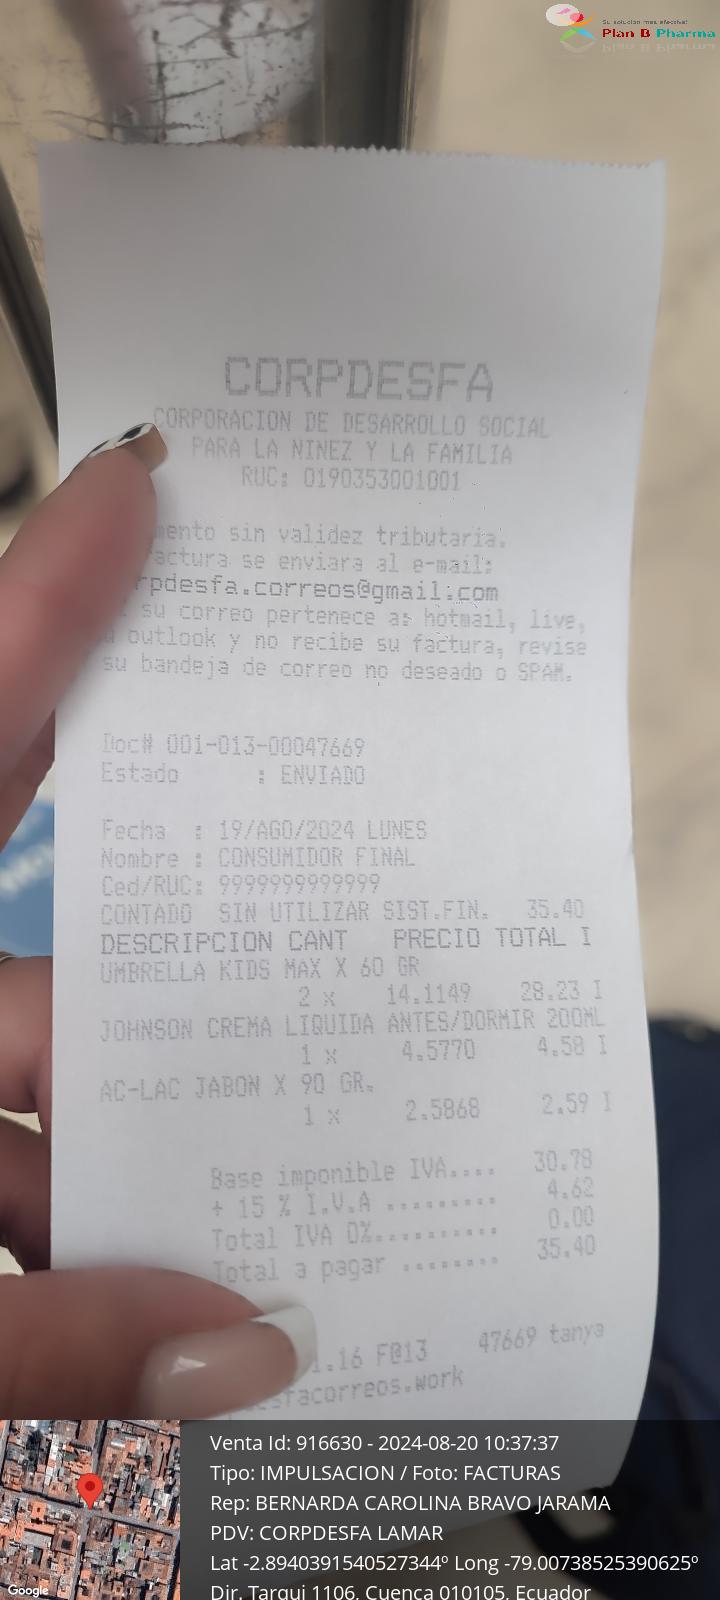 Su solucion mas efectiva!
Plan B Pharma
CORPDESFA
CORPORACION DE DESARROLLO SOCIAL
PARA LA NINEZ Y LA FAMILIA
RUC: 0190353001001
mento sin validez tributaria.
actura se enviara al e-mail:
rpdesfa.correos@gmail.com
su correo pertenece a: hotmail, live,
outlook y no recibe su factura, revise
su bandeja de correo no deseado o SPAM.
Doc# 001-013-00047669
Estado : ENVIADO
Fecha : 19/AGO/2024 LUNES
Nombre : CONSUMIDOR FINAL
Ced/RUC: 9999999999999
CONTADO SIN UTILIZAR SIST.FIN. 35.40
DESCRIPCION CANT PRECIO TOTAL I
UMBRELLA KIDS MAX X 60 GR
2 x 14.1149 28.23 I
JOHNSON CREMA LIQUIDA ANTES/DORMIR 200ML
1 x 4.5770 4.58 I
AC-LAC JABON X 90 GR.
1 x 2.5868 2.59 I
Base imponible IVA.... 30.78
+ 15 % I.V.A ......... 4.62
Total IVA 0%.......... 0.00
Total a pagar ........ 35.40
1.16 F@13 47669 tanya
esfacorreos.work
Venta Id: 916630 - 2024-08-20 10:37:37
Tipo: IMPULSACION / Foto: FACTURAS
Rep: BERNARDA CAROLINA BRAVO JARAMA
PDV: CORPDESFA LAMAR
Lat -2.8940391540527344º Long -79.00738525390625º
Dir. Tarqui 1106, Cuenca 010105, Ecuador
Google